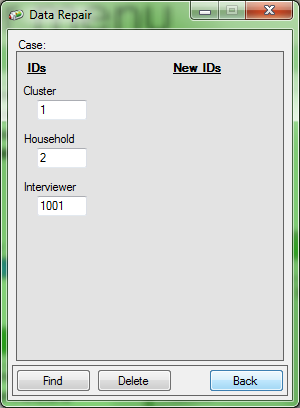 Data Repair
Case:
IDs New IDs
Cluster
1
Household
2
Interviewer
1001
Find Delete Back